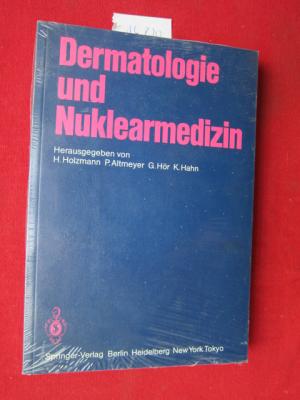 Dermatologie
und
Nuklearmedizin
Herausgegeben von
H. Holzmann P. Altmeyer G. Hör K. Hahn
Springer-Verlag Berlin Heidelberg New York Tokyo